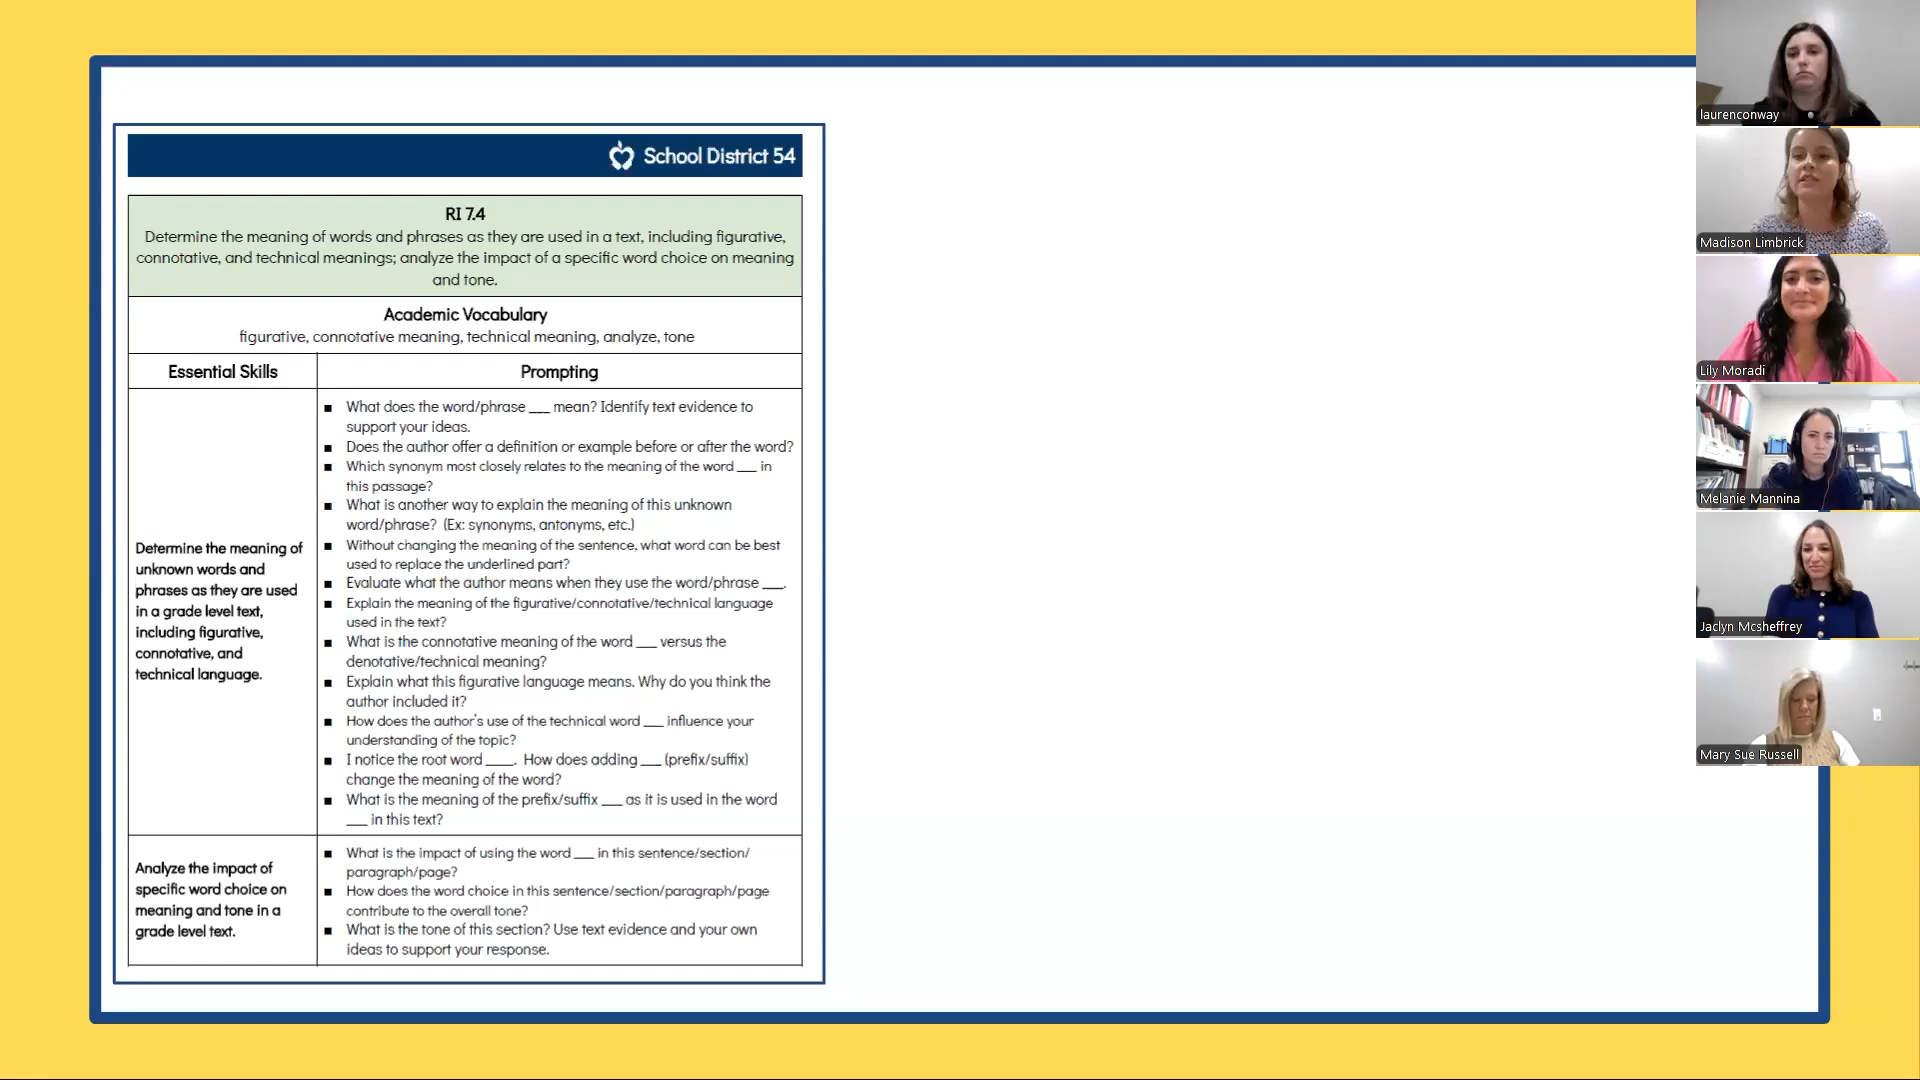 School District 54
RI 7.4
Determine the meaning of words and phrases as they are used in a text, including figurative,
connotative, and technical meanings; analyze the impact of a specific word choice on meaning
and tone.
Academic Vocabulary
figurative, connotative meaning, technical meaning, analyze, tone
Essential Skills
Prompting
Determine the meaning of
unknown words and
phrases as they are used
in a grade level text,
including figurative,
connotative, and
technical language.
■ What does the word/phrase ___ mean? Identify text evidence to
support your ideas.
■ Does the author offer a definition or example before or after the word?
■ Which synonym most closely relates to the meaning of the word ___ in
this passage?
■ What is another way to explain the meaning of this unknown
word/phrase? (Ex: synonyms, antonyms, etc.)
■ Without changing the meaning of the sentence, what word can be best
used to replace the underlined part?
■ Evaluate what the author means when they use the word/phrase ___.
■ Explain the meaning of the figurative/connotative/technical language
used in the text?
■ What is the connotative meaning of the word ___ versus the
denotative/technical meaning?
■ Explain what this figurative language means. Why do you think the
author included it?
■ How does the author's use of the technical word ___ influence your
understanding of the topic?
■ I notice the root word ____. How does adding ___ (prefix/suffix)
change the meaning of the word?
■ What is the meaning of the prefix/suffix ___ as it is used in the word
___ in this text?
Analyze the impact of
specific word choice on
meaning and tone in a
grade level text.
■ What is the impact of using the word ___ in this sentence/section/
paragraph/page?
■ How does the word choice in this sentence/section/paragraph/page
contribute to the overall tone?
■ What is the tone of this section? Use text evidence and your own
ideas to support your response.
laurenconway
Madison Limbrick
Lily Moradi
Melanie Mannina
Jaclyn Mcsheffrey
Mary Sue Russell